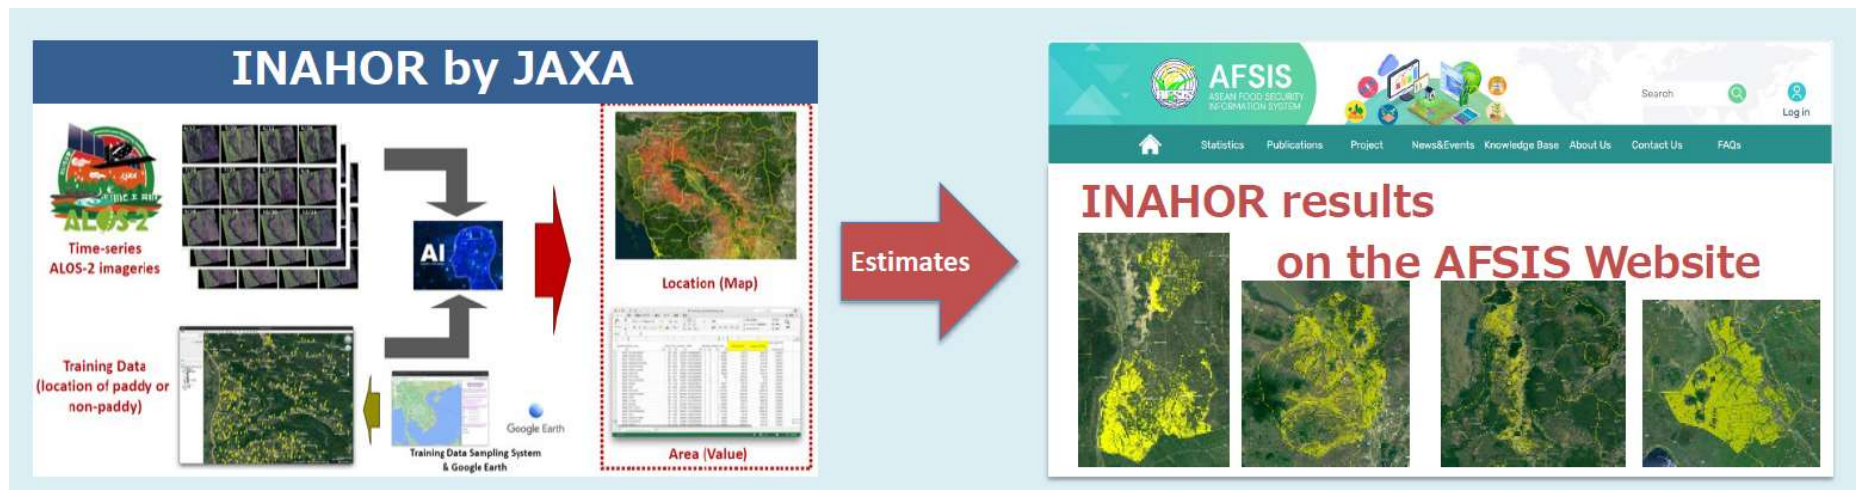 INAHOR by JAXA
ALOS-2
Time-series
ALOS-2 imageries
AI
Location (Map)
Training Data
(location of paddy or
non-paddy)
Google Earth
Training Data Sampling System
& Google Earth
Area (Value)
Estimates
AFSIS
ASEAN FOOD SECURITY
INFORMATION SYSTEM
Search
Log in
Statistics
Publications
Project
News&Events
Knowledge Base
About Us
Contact Us
FAQs
INAHOR results
on the AFSIS Website